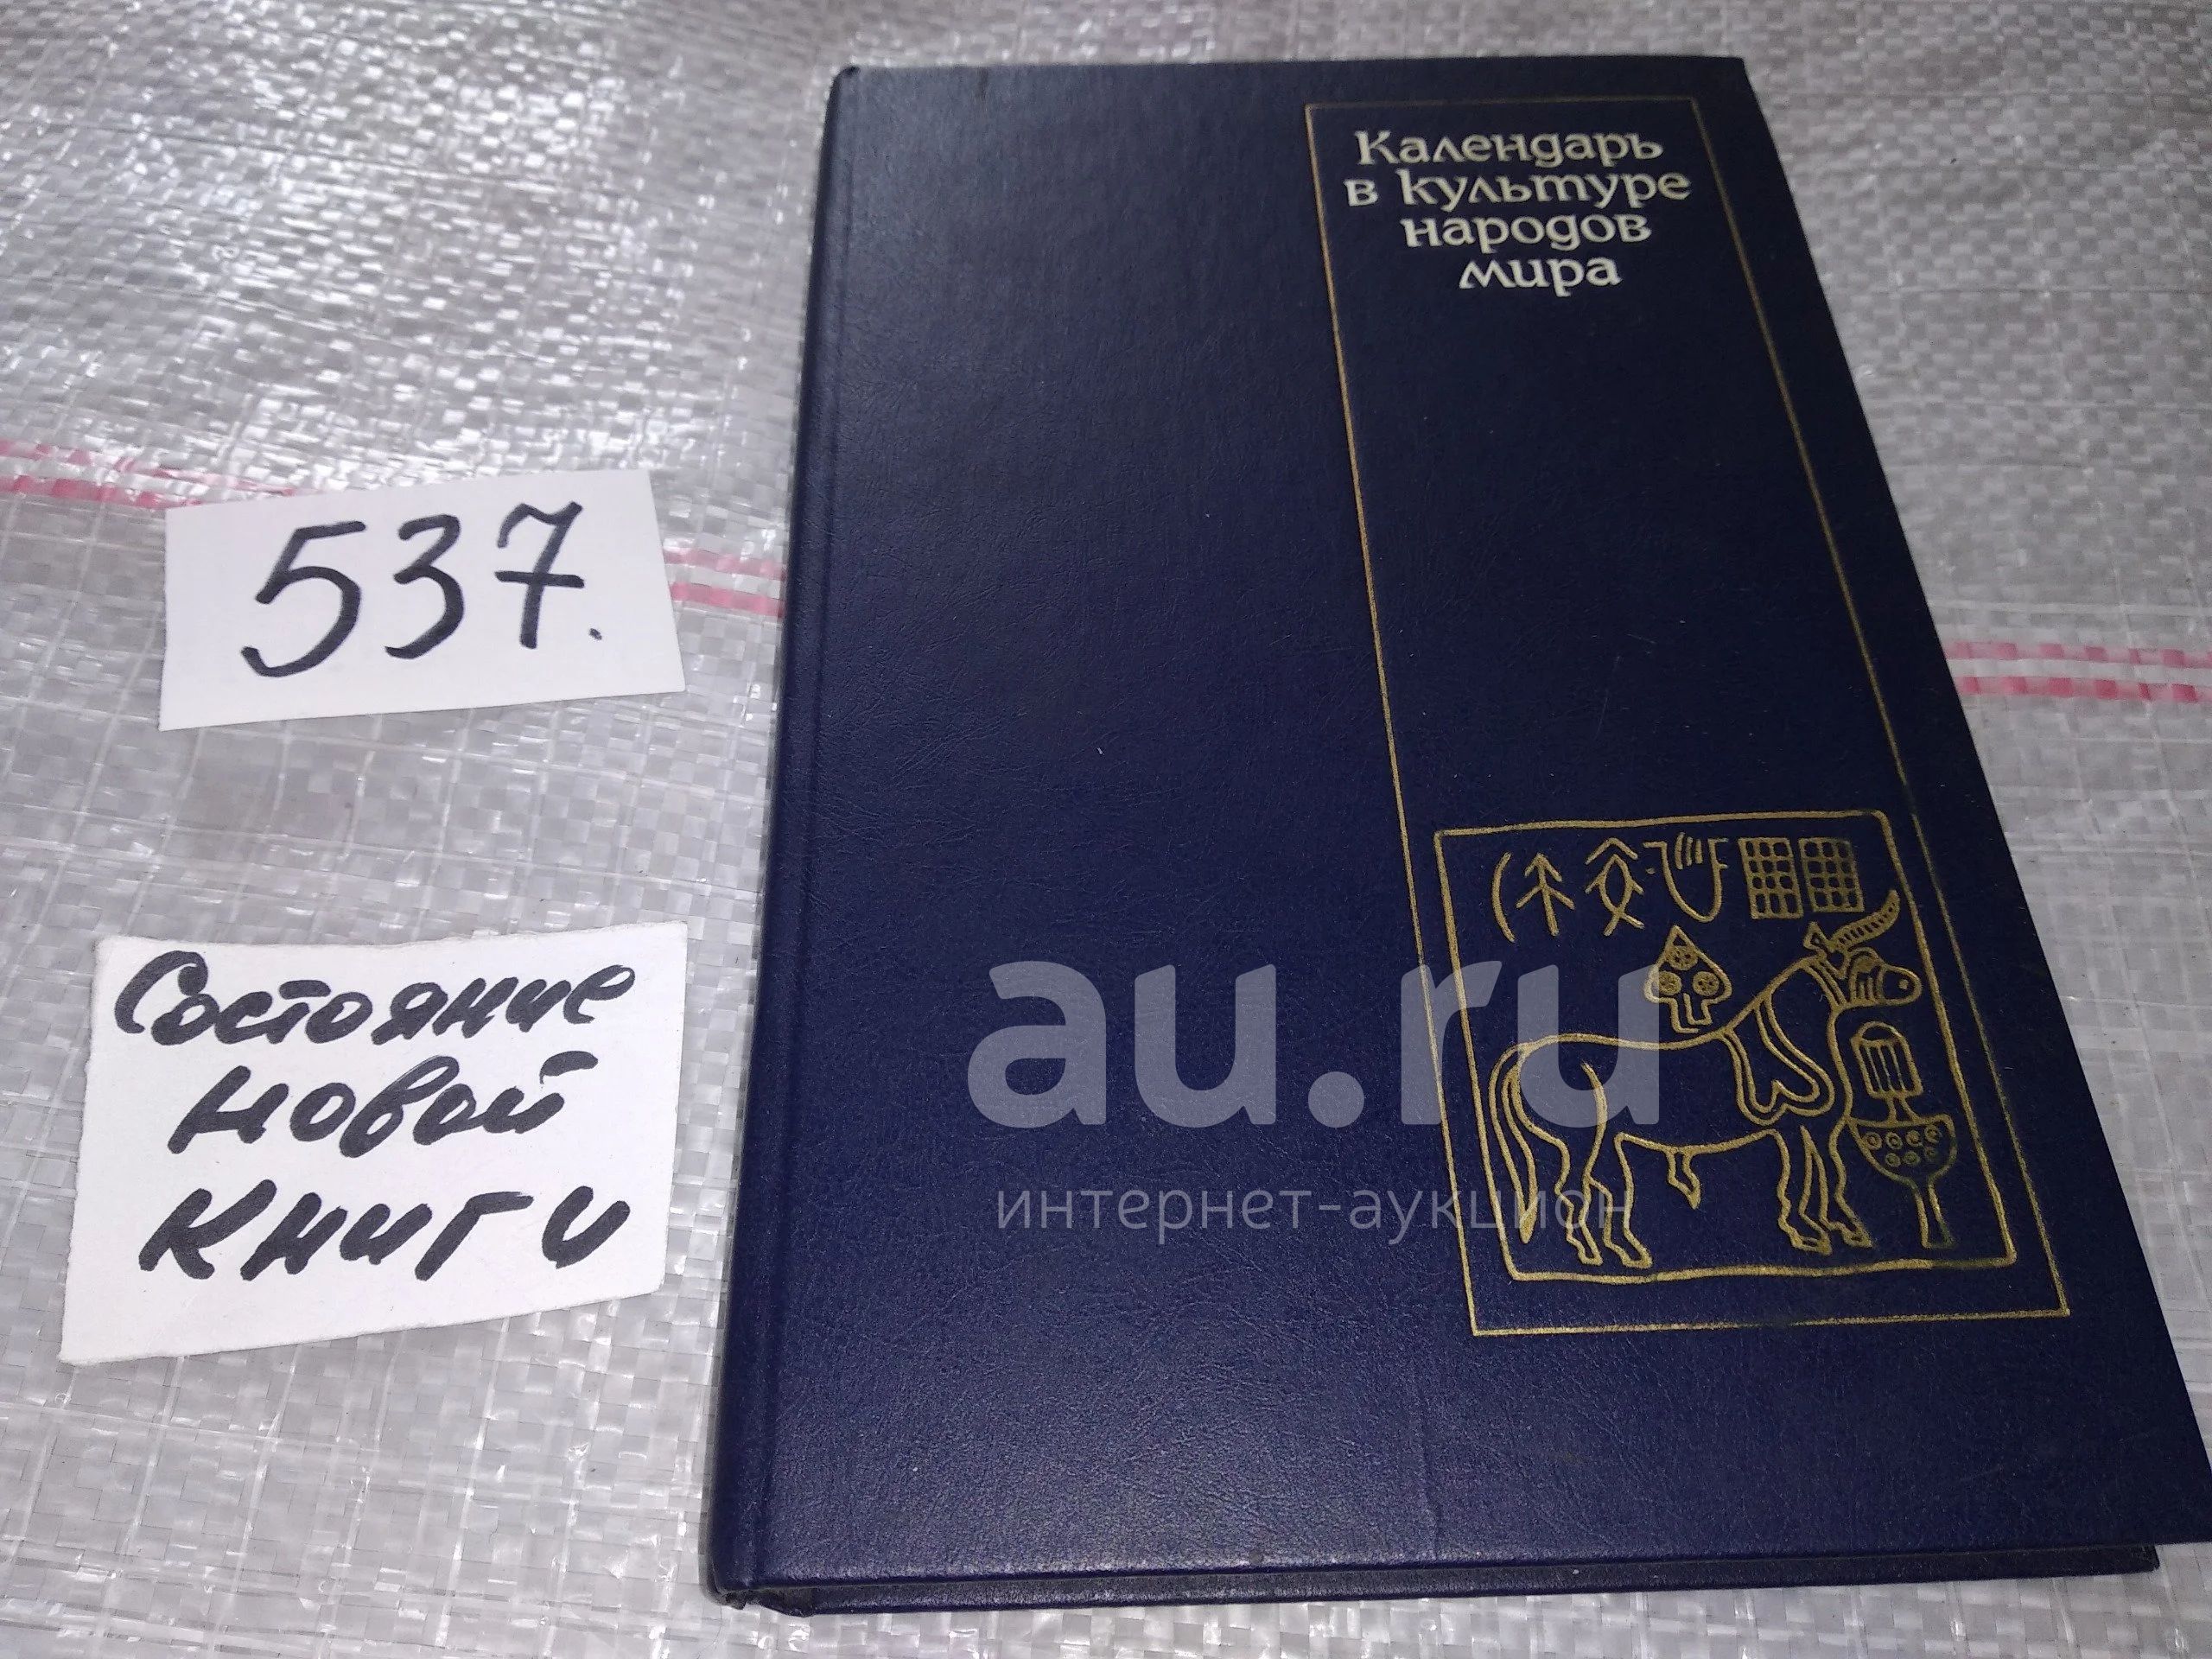 Календарь
в культуре
народов
мира
537.
Состояние
новой
книги
au.ru
интернет-аукцион